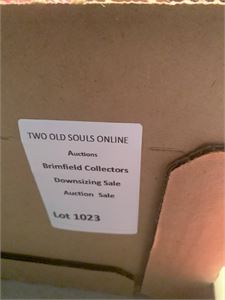 TWO OLD SOULS ONLINE
Auctions
Brimfield Collectors
Downsizing Sale
Auction Sale
Lot 1023